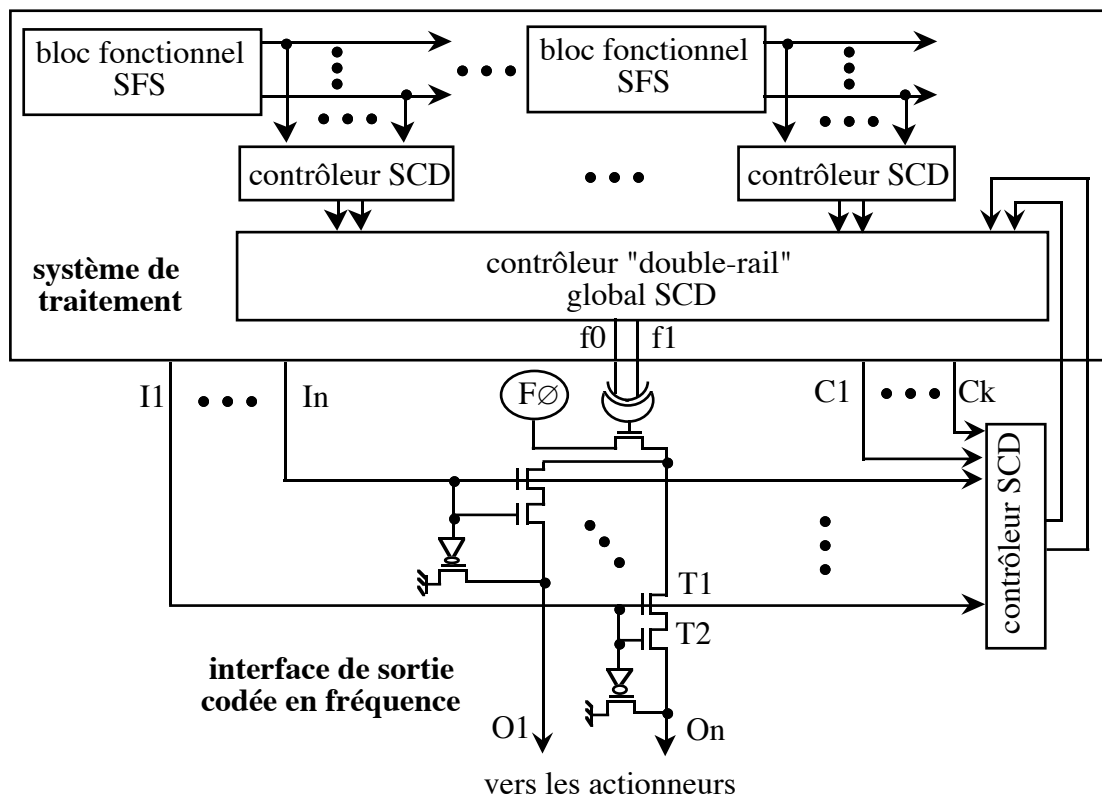 bloc fonctionnel
SFS
bloc fonctionnel
SFS
contrôleur SCD
contrôleur SCD
système de
traitement
contrôleur "double-rail"
global SCD
f0
f1
I1
In
F∅
C1
Ck
contrôleur SCD
T1
T2
interface de sortie
codée en fréquence
O1
On
vers les actionneurs